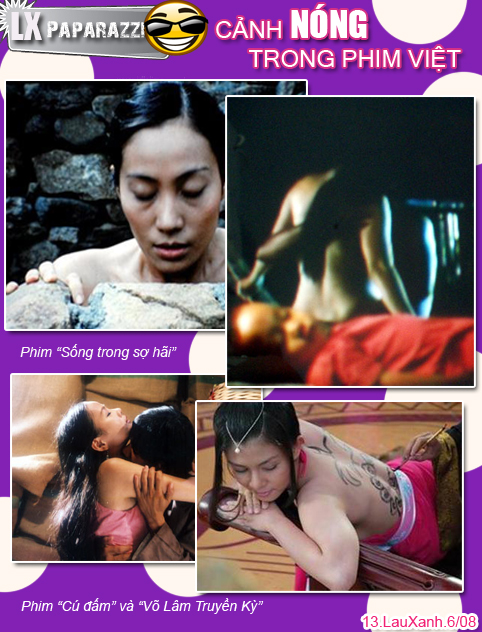 LX PAPARAZZI
CẢNH NÓNG
TRONG PHIM VIỆT
Phim “Sống trong sợ hãi”
Phim “Cú đấm” và “Võ Lâm Truyền Kỳ”
13.LauXanh.6/08